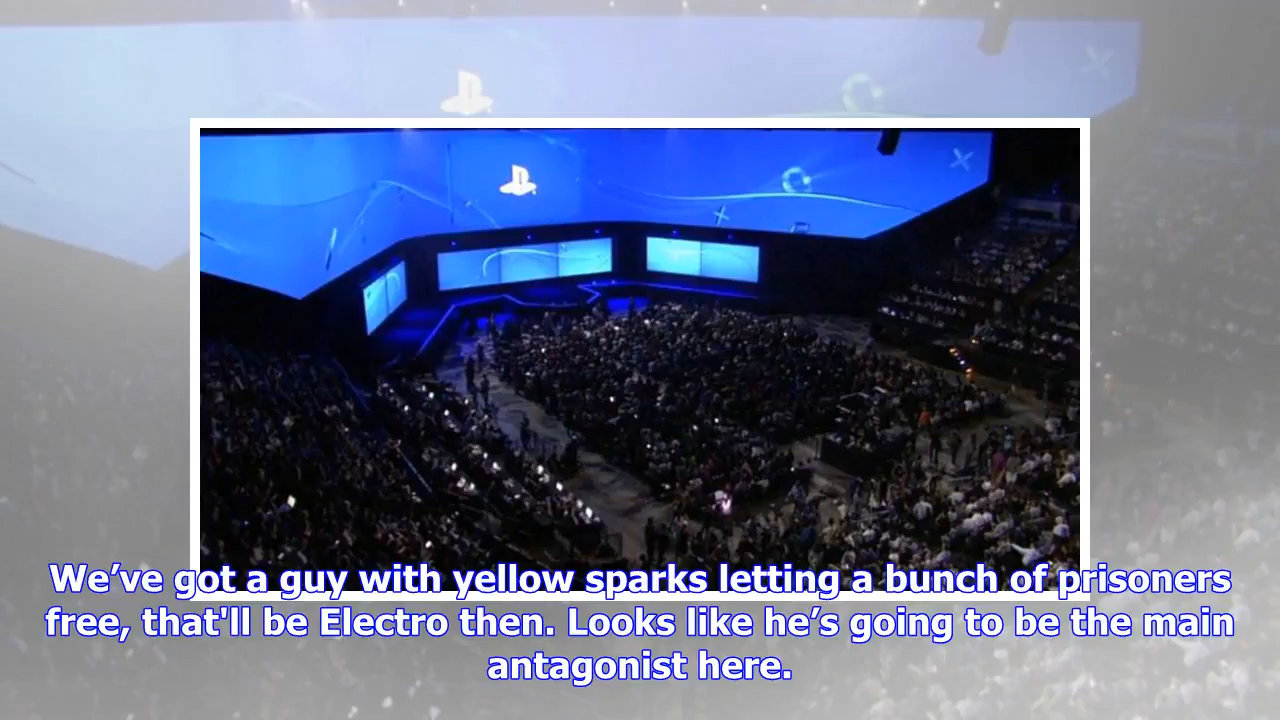 We’ve got a guy with yellow sparks letting a bunch of prisoners
free, that'll be Electro then. Looks like he’s going to be the main
antagonist here.